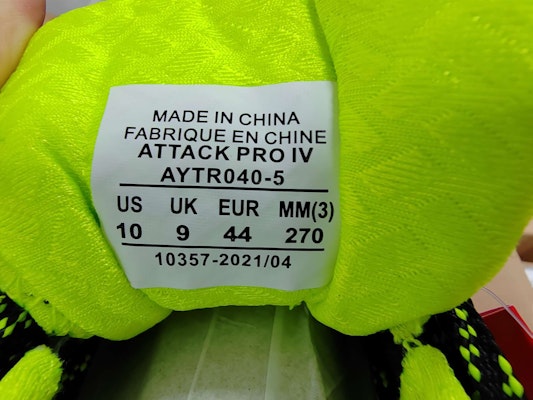 MADE IN CHINA
FABRIQUE EN CHINE
ATTACK PRO IV
AYTR040-5
US UK EUR MM(3)
10 9 44 270
10357-2021/04